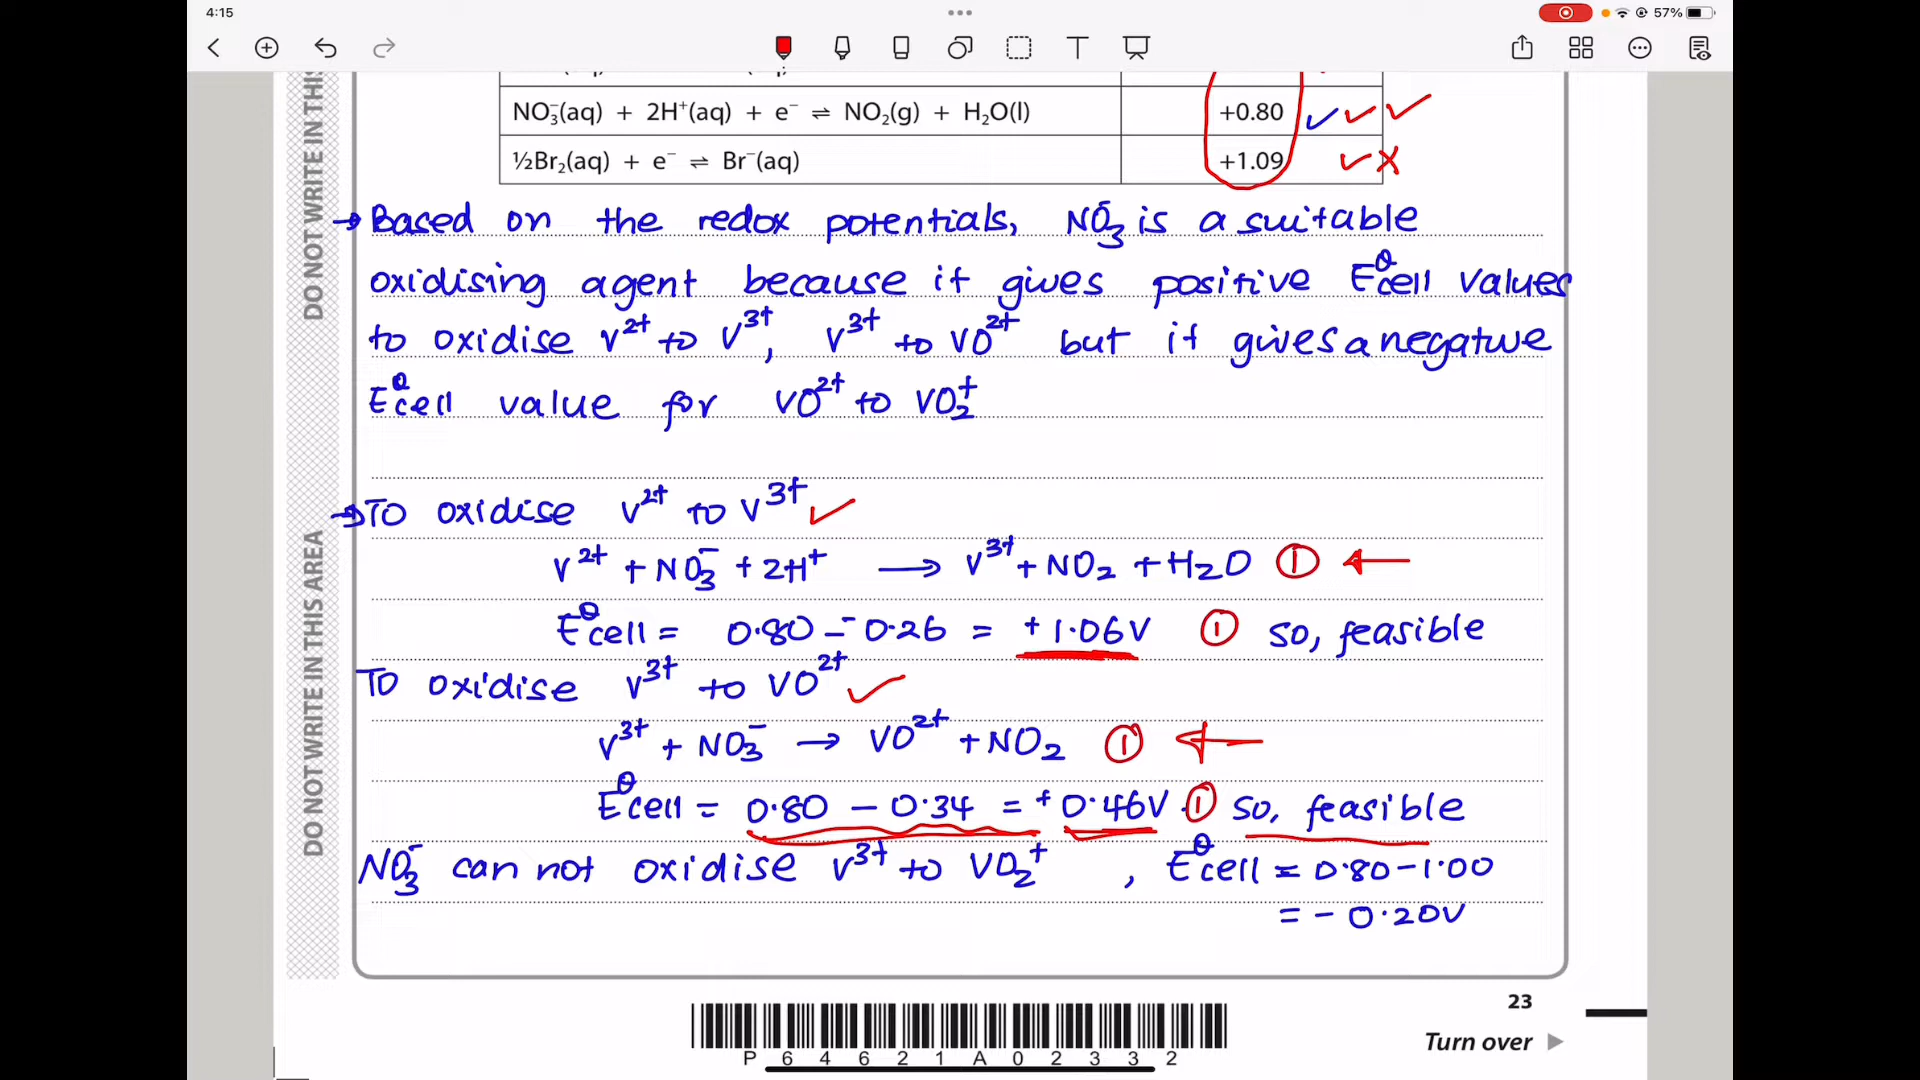 4:15
57%
NO₃⁻(aq) + 2H⁺(aq) + e⁻ ⇌ NO₂(g) + H₂O(l) +0.80
½Br₂(aq) + e⁻ ⇌ Br⁻(aq) +1.09
→ Based on the redox potentials, NO₃⁻ is a suitable
oxidising agent because it gives positive E⦵cell values
to oxidise V²⁺ to V³⁺, V³⁺ to VO²⁺ but it gives a negative
E⦵cell value for VO²⁺ to VO₂⁺
→ To oxidise V²⁺ to V³⁺ ✓
V²⁺ + NO₃⁻ + 2H⁺ → V³⁺ + NO₂ + H₂O ① ←
E⦵cell = 0.80 - ⁻0.26 = +1.06V ① so, feasible
To oxidise V³⁺ to VO²⁺ ✓
V³⁺ + NO₃⁻ → VO²⁺ + NO₂ ① ←
E⦵cell = 0.80 - 0.34 = +0.46V ① so, feasible
NO₃⁻ can not oxidise V³⁺ to VO₂⁺, E⦵cell = 0.80 - 1.00
= - 0.20V
DO NOT WRITE IN THIS
DO NOT WRITE IN THIS AREA
23
Turn over
P 6 4 6 2 1 A 0 2 3 3 2